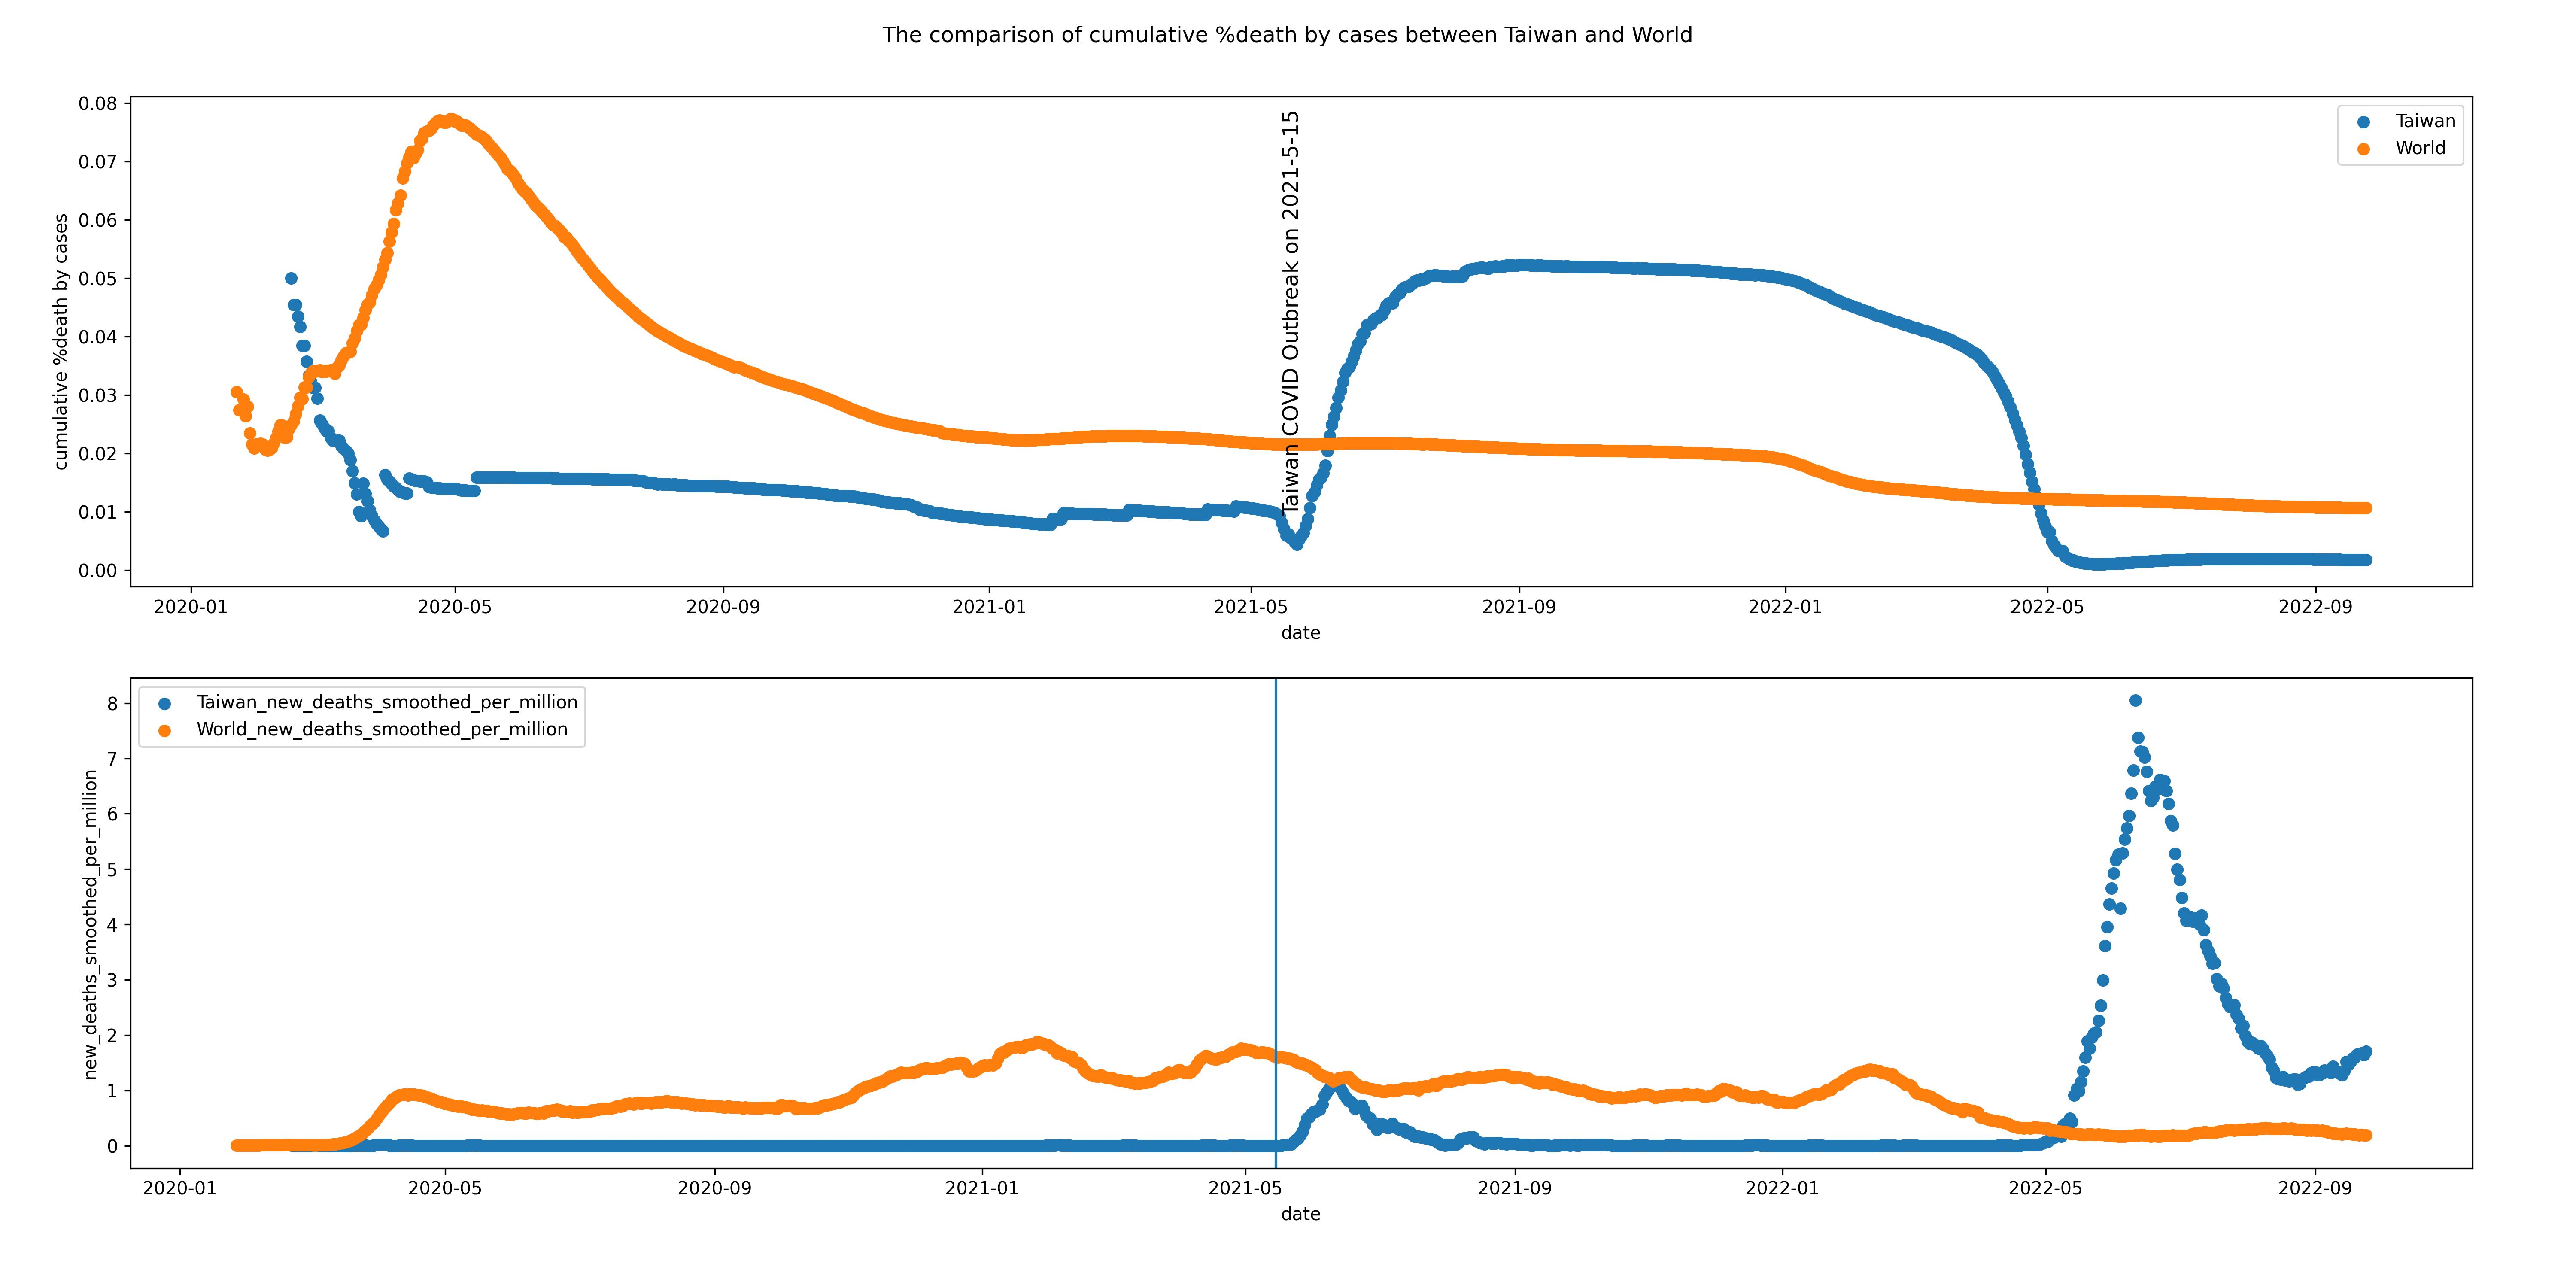 The comparison of cumulative %death by cases between Taiwan and World
cumulative %death by cases
0.08
0.07
0.06
0.05
0.04
0.03
0.02
0.01
0.00
Taiwan COVID Outbreak on 2021-5-15
Taiwan
World
2020-01 2020-05 2020-09 2021-01 2021-05 2021-09 2022-01 2022-05 2022-09
date
new_deaths_smoothed_per_million
8
7
6
5
4
3
2
1
0
Taiwan_new_deaths_smoothed_per_million
World_new_deaths_smoothed_per_million
2020-01 2020-05 2020-09 2021-01 2021-05 2021-09 2022-01 2022-05 2022-09
date